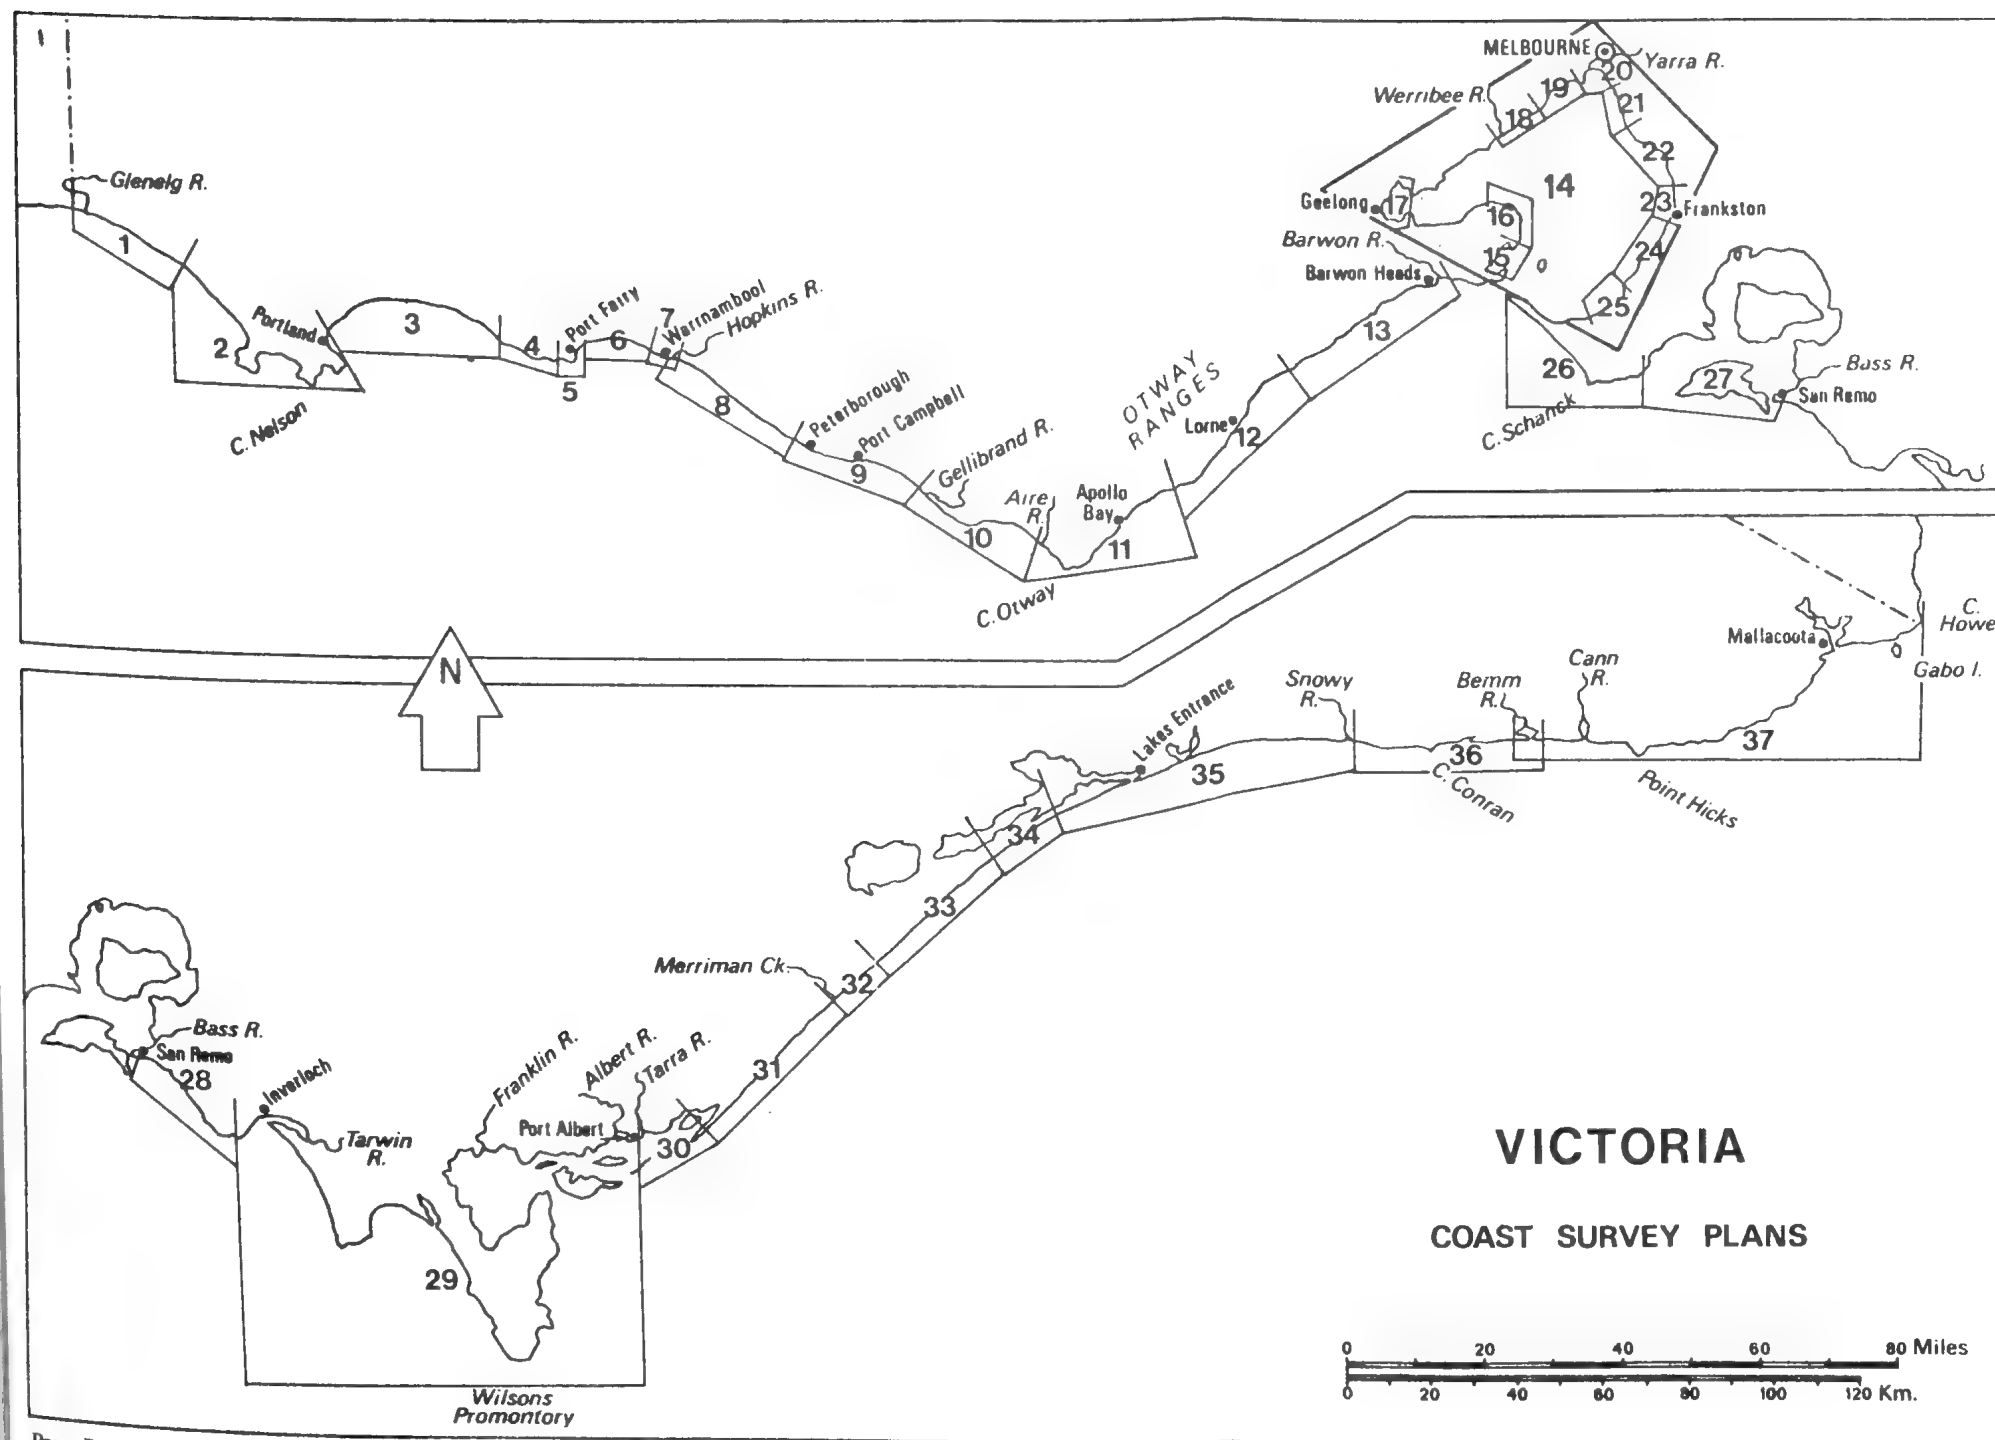 MELBOURNE
Yarra R.
Werribee R.
20
19
21
18
22
Glenelg R.
14
Geelong
17
23
Frankston
16
1
Barwon R.
24
15
Barwon Heads
Portland
3
Port Fairy
7
Warrnambool
Hopkins R.
25
13
2
4
6
OTWAY
RANGES
26
27
Bass R.
5
San Remo
C. Nelson
8
Peterborough
Port Campbell
C. Schanck
Lorne
12
9
Gellibrand R.
Aire
R.
Apollo
Bay
10
11
C. Otway
C.
Howe
Mallacoota
Gabo I.
N
Cann
R.
Snowy
R.
Bemm
R.
Lakes Entrance
37
36
35
C. Conran
Point Hicks
34
33
Merriman Ck.
32
Bass R.
San Remo
28
Inverloch
Franklin R.
Albert R.
Tarra R.
31
Tarwin
R.
Port Albert
30
29
VICTORIA
COAST SURVEY PLANS
0 20 40 60 80 Miles
0 20 40 60 80 100 120 Km.
Wilsons
Promontory